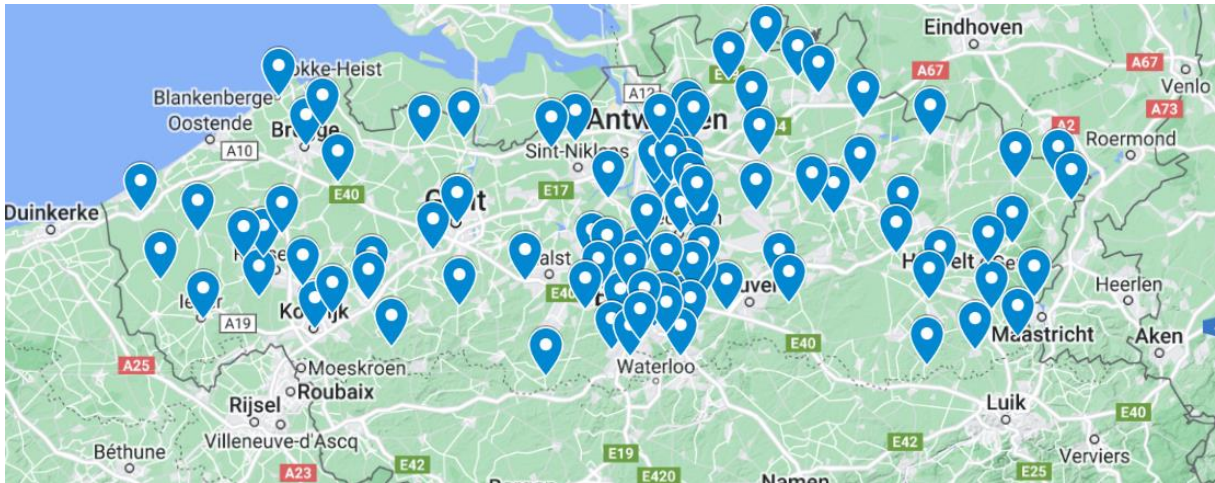 Eindhoven
A67
A67
Venlo
okke-Heist
Blankenberge
A12
A73
Oostende
A2
Roermond
A10
Sint-Niklaas
E17
E40
Duinkerke
alst
E40
Heerlen
A19
Maastricht
Aken
E40
A25
Moeskroen
Waterloo
Roubaix
Rijsel
Luik
E40
Villeneuve-d'Ascq
E42
Béthune
E19
Verviers
A23
E42
E420
Namen
E25